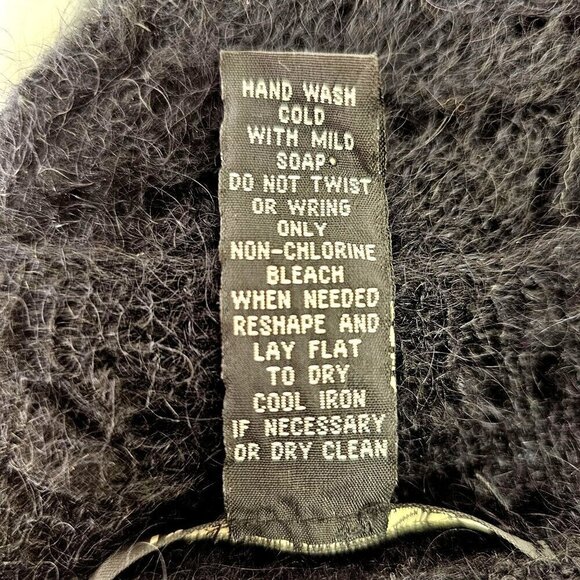 HAND WASH
COLD
WITH MILD
SOAP.
DO NOT TWIST
OR WRING
ONLY
NON-CHLORINE
BLEACH
WHEN NEEDED
RESHAPE AND
LAY FLAT
TO DRY
COOL IRON
IF NECESSARY
OR DRY CLEAN